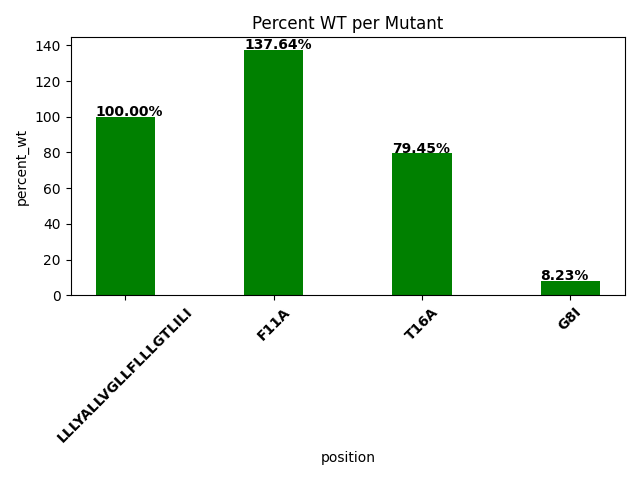 Percent WT per Mutant
percent_wt
140
120
100
80
60
40
20
0
100.00%
137.64%
79.45%
8.23%
LLLYALLVGLLFLLLGTLILI
F11A
T16A
G8I
position